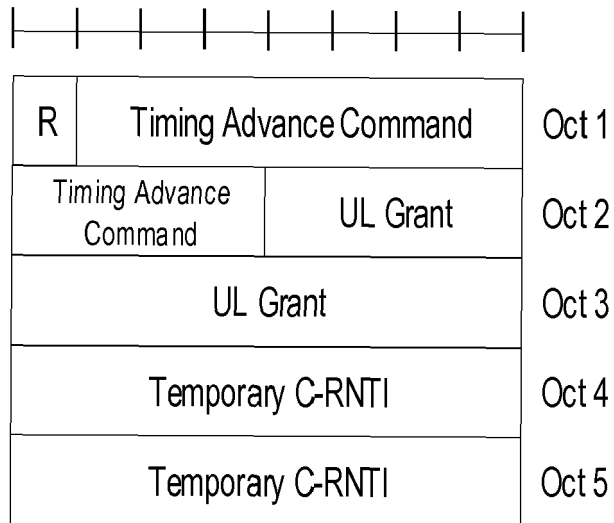 R Timing Advance Command Oct 1
Timing Advance
Command
UL Grant Oct 2
UL Grant Oct 3
Temporary C-RNTI Oct 4
Temporary C-RNTI Oct 5